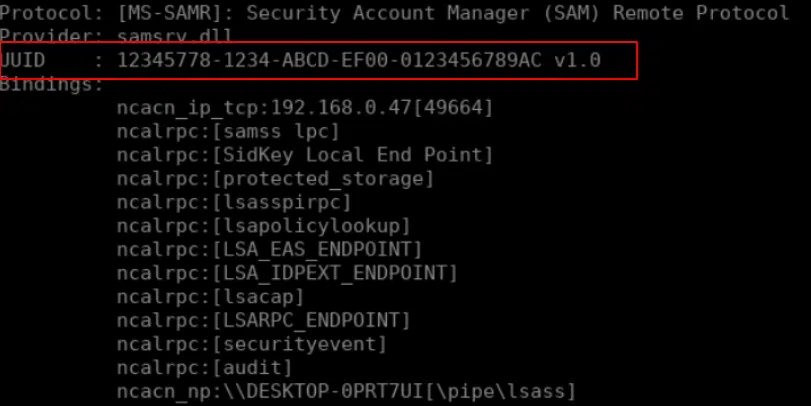 Protocol: [MS-SAMR]: Security Account Manager (SAM) Remote Protocol
Provider: samsrv.dll
UUID    : 12345778-1234-ABCD-EF00-0123456789AC v1.0
Bindings:
          ncacn_ip_tcp:192.168.0.47[49664]
          ncalrpc:[samss lpc]
          ncalrpc:[SidKey Local End Point]
          ncalrpc:[protected_storage]
          ncalrpc:[lsasspirpc]
          ncalrpc:[lsapolicylookup]
          ncalrpc:[LSA_EAS_ENDPOINT]
          ncalrpc:[LSA_IDPEXT_ENDPOINT]
          ncalrpc:[lsacap]
          ncalrpc:[LSARPC_ENDPOINT]
          ncalrpc:[securityevent]
          ncalrpc:[audit]
          ncacn_np:\\DESKTOP-0PRT7UI[\pipe\lsass]